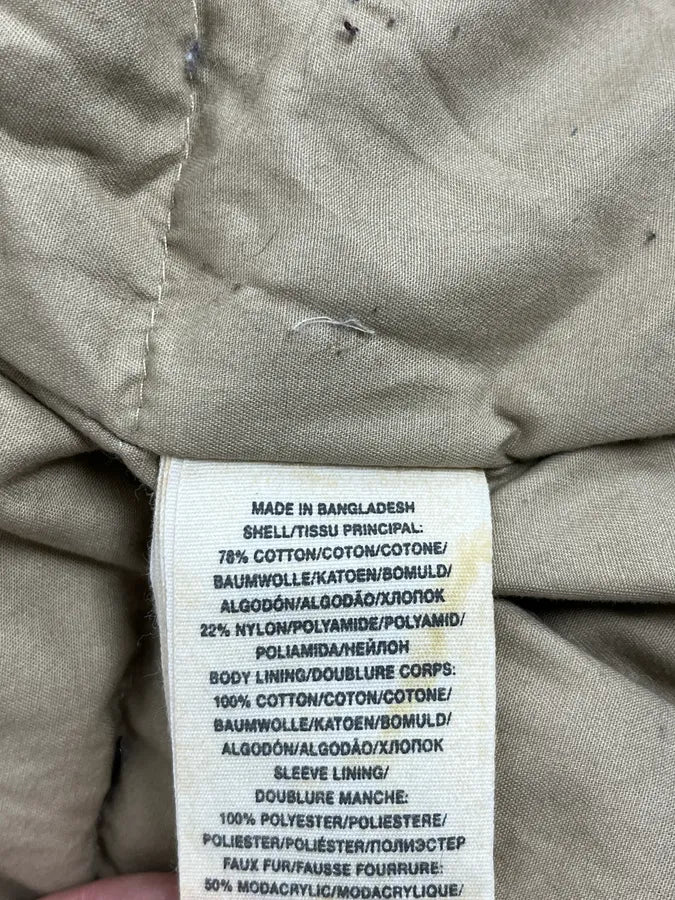 MADE IN BANGLADESH
SHELL/TISSU PRINCIPAL:
78% COTTON/COTON/COTONE/
BAUMWOLLE/KATOEN/BOMULD/
ALGODÓN/ALGODÃO/ХЛОПОК
22% NYLON/POLYAMIDE/POLYAMID/
POLIAMIDA/НЕЙЛОН
BODY LINING/DOUBLURE CORPS:
100% COTTON/COTON/COTONE/
BAUMWOLLE/KATOEN/BOMULD/
ALGODÓN/ALGODÃO/ХЛОПОК
SLEEVE LINING/
DOUBLURE MANCHE:
100% POLYESTER/POLIESTERE/
POLIESTER/POLIÉSTER/ПОЛИЭСТЕР
FAUX FUR/FAUSSE FOURRURE:
50% MODACRYLIC/MODACRYLIQUE/